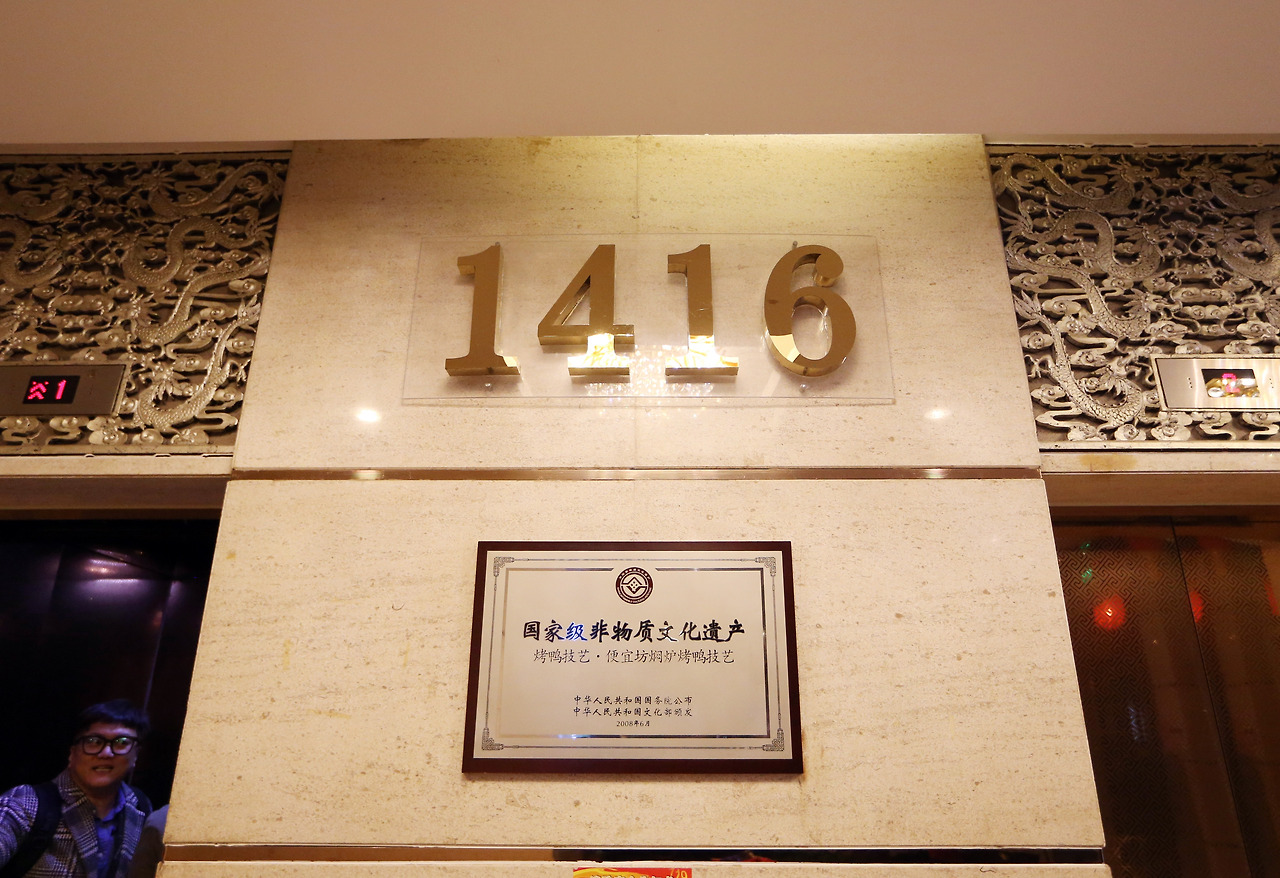 1416
1
国家级非物质文化遗产
烤鸭技艺·便宜坊焖炉烤鸭技艺
中华人民共和国国务院公布
中华人民共和国文化部颁发
2008年6月